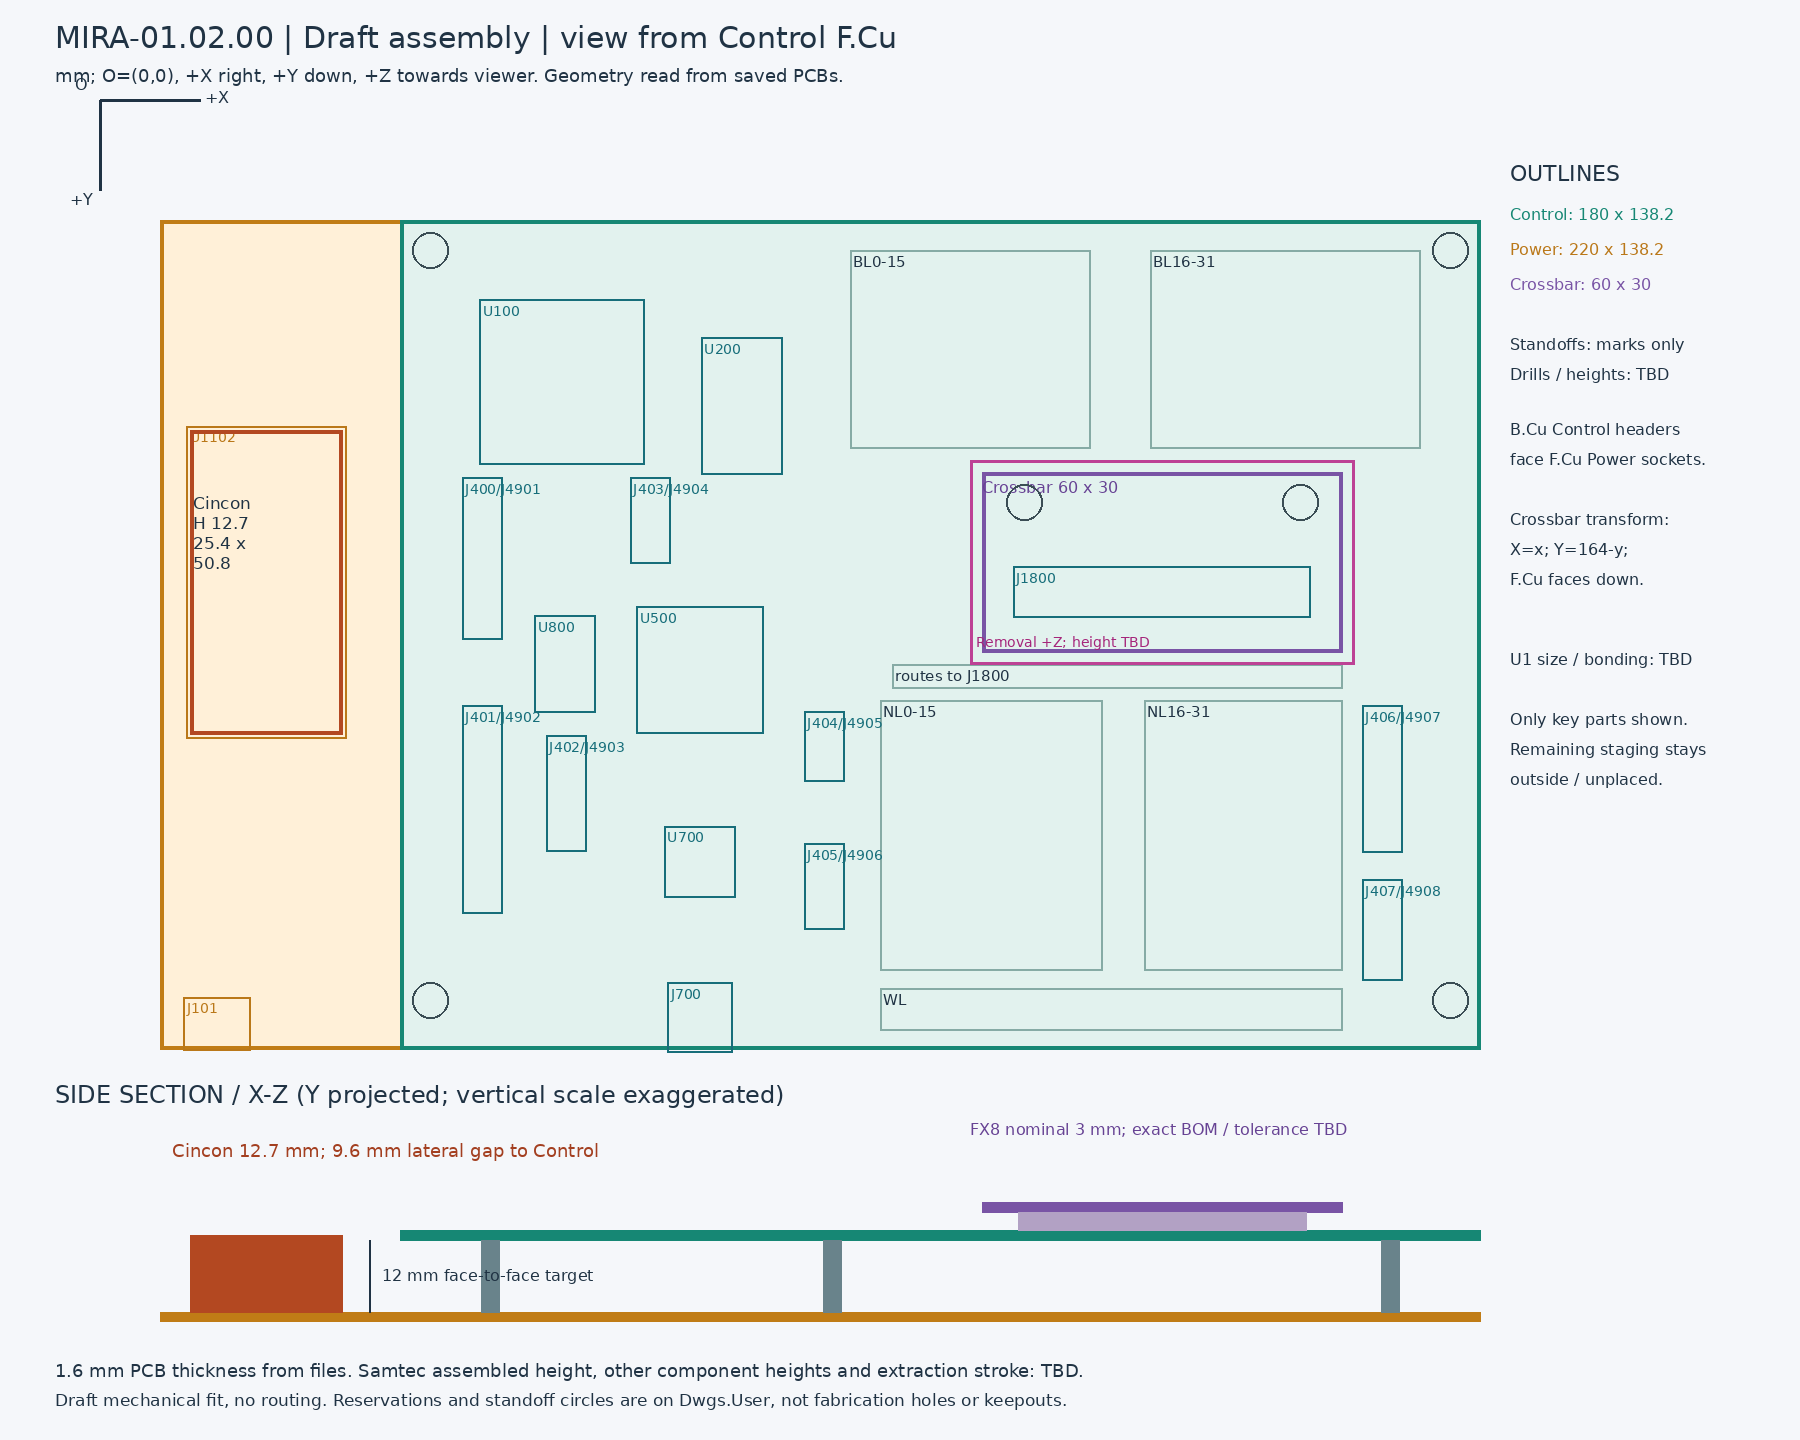 MIRA-01.02.00 | Draft assembly | view from Control F.Cu
mm; O=(0,0), +X right, +Y down, +Z towards viewer. Geometry read from saved PCBs.
O
+X
+Y
OUTLINES
Control: 180 x 138.2
Power: 220 x 138.2
Crossbar: 60 x 30
Standoffs: marks only
Drills / heights: TBD
B.Cu Control headers
face F.Cu Power sockets.
Crossbar transform:
X=x; Y=164-y;
F.Cu faces down.
U1 size / bonding: TBD
Only key parts shown.
Remaining staging stays
outside / unplaced.
BL0-15
BL16-31
U100
U200
U1102
Cincon
H 12.7
25.4 x
50.8
J400/J4901
J403/J4904
Crossbar 60 x 30
J1800
Removal +Z; height TBD
routes to J1800
U800
U500
J401/J4902
J402/J4903
J404/J4905
NL0-15
NL16-31
J406/J4907
U700
J405/J4906
J407/J4908
J101
J700
WL
SIDE SECTION / X-Z (Y projected; vertical scale exaggerated)
FX8 nominal 3 mm; exact BOM / tolerance TBD
Cincon 12.7 mm; 9.6 mm lateral gap to Control
12 mm face-to-face target
1.6 mm PCB thickness from files. Samtec assembled height, other component heights and extraction stroke: TBD.
Draft mechanical fit, no routing. Reservations and standoff circles are on Dwgs.User, not fabrication holes or keepouts.